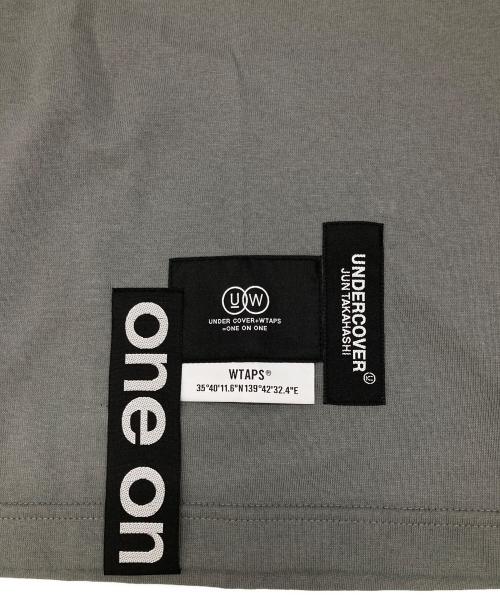 one on
UW
UNDER COVER+WTAPS
=ONE ON ONE
WTAPS®
35°40'11.6"N139°42'32.4"E
UNDERCOVER
JUN TAKAHASHI
U